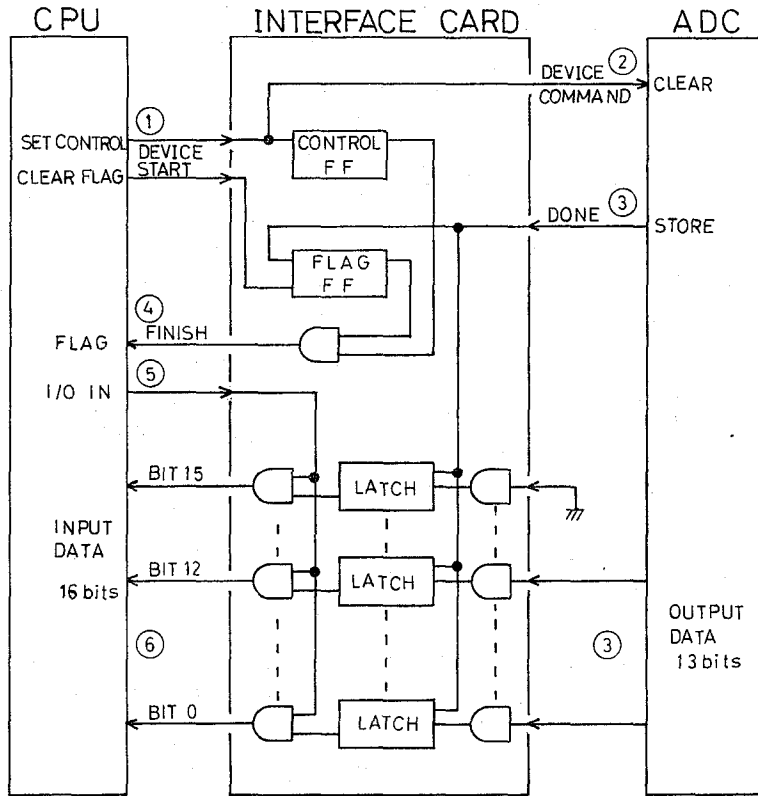 CPU
INTERFACE CARD
ADC
DEVICE ②
COMMAND
CLEAR
①
SET CONTROL
DEVICE
START
CONTROL
F F
CLEAR FLAG
DONE ③
STORE
FLAG
F F
④
FINISH
FLAG
⑤
I/O IN
BIT 15
LATCH
INPUT
DATA
16 bits
BIT 12
LATCH
⑥
③
OUTPUT
DATA
13 bits
BIT 0
LATCH